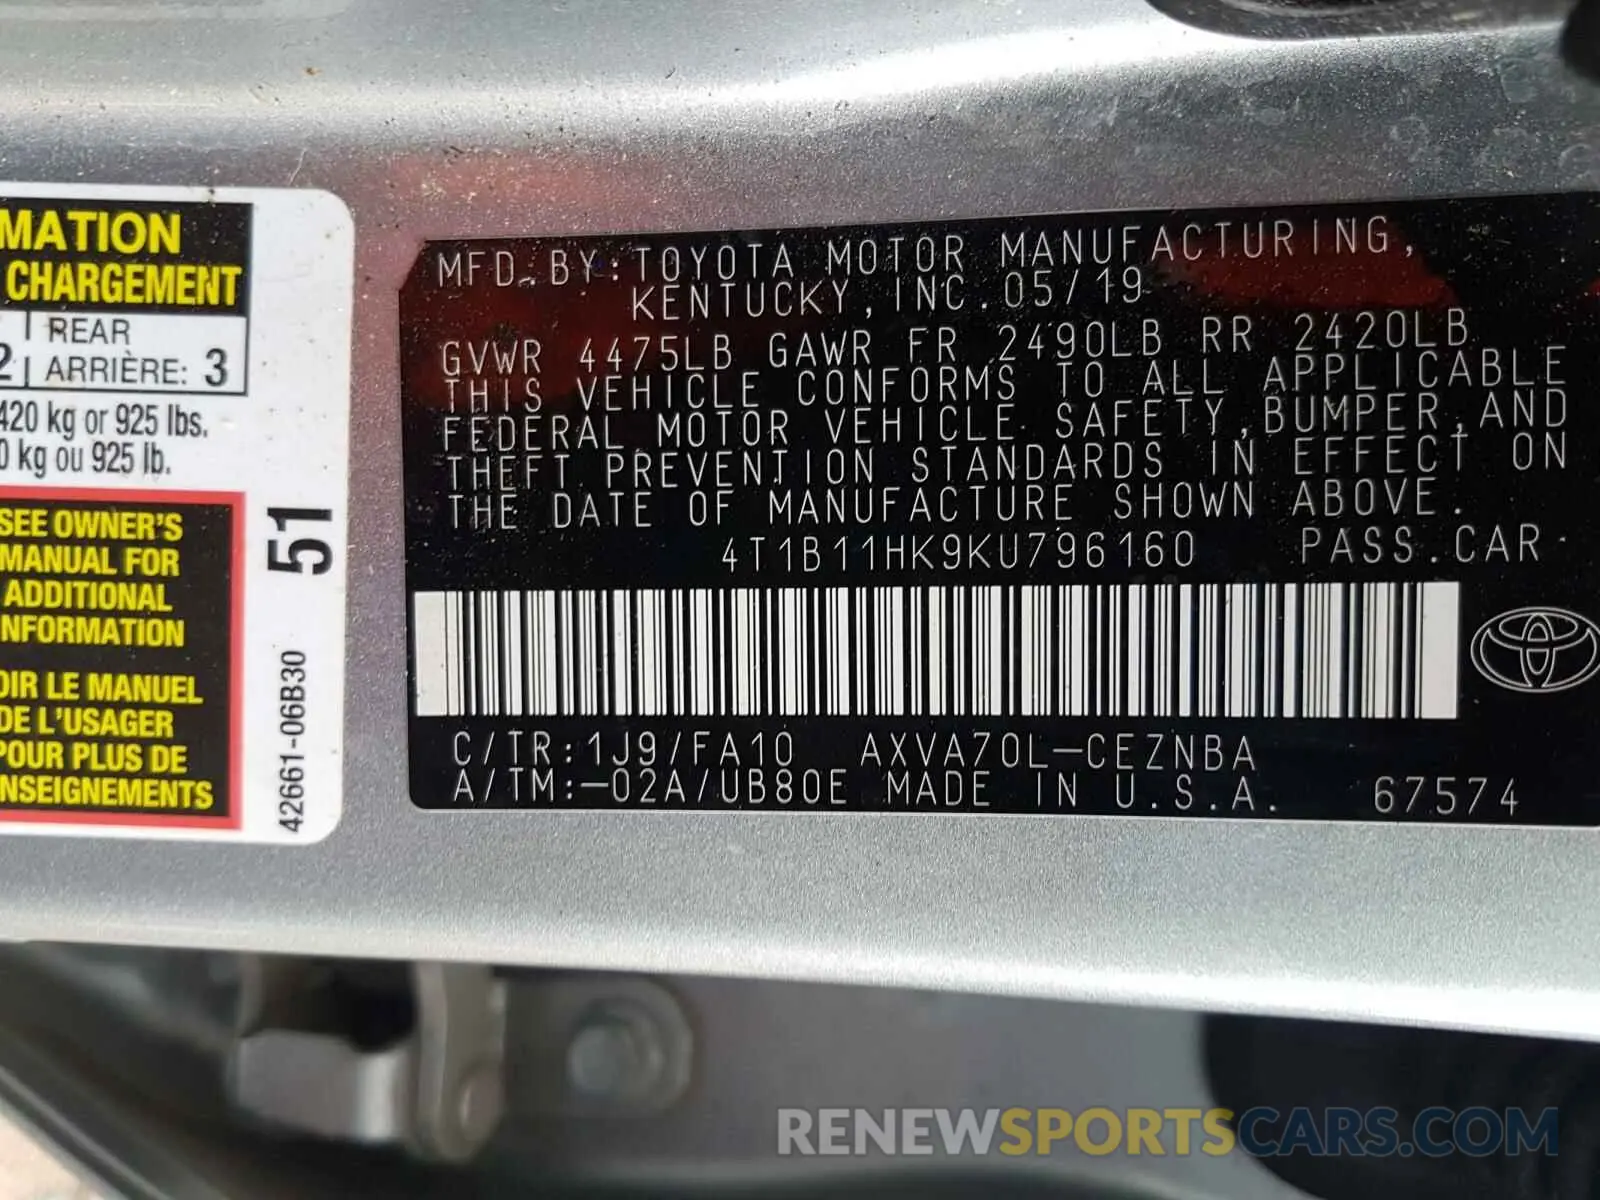 MATION
CHARGEMENT
REAR
2 ARRIÈRE: 3
420 kg or 925 lbs.
0 kg ou 925 lb.
SEE OWNER'S
MANUAL FOR
ADDITIONAL
NFORMATION
OIR LE MANUEL
DE L'USAGER
POUR PLUS DE
NSEIGNEMENTS
51
42661-06B30
MFD. BY: TOYOTA MOTOR MANUFACTURING,
KENTUCKY, INC. 05/19
GVWR 4475LB GAWR FR 2490LB RR 2420LB
THIS VEHICLE CONFORMS TO ALL APPLICABLE
FEDERAL MOTOR VEHICLE SAFETY, BUMPER, AND
THEFT PREVENTION STANDARDS IN EFFECT ON
THE DATE OF MANUFACTURE SHOWN ABOVE.
4T1B11HK9KU796160 PASS. CAR
C/TR: 1J9/FA10 AXVA70L-CEZNBA
A/TM: -02A/UB80E MADE IN U.S.A. 67574
RENEWSPORTSCARS.COM